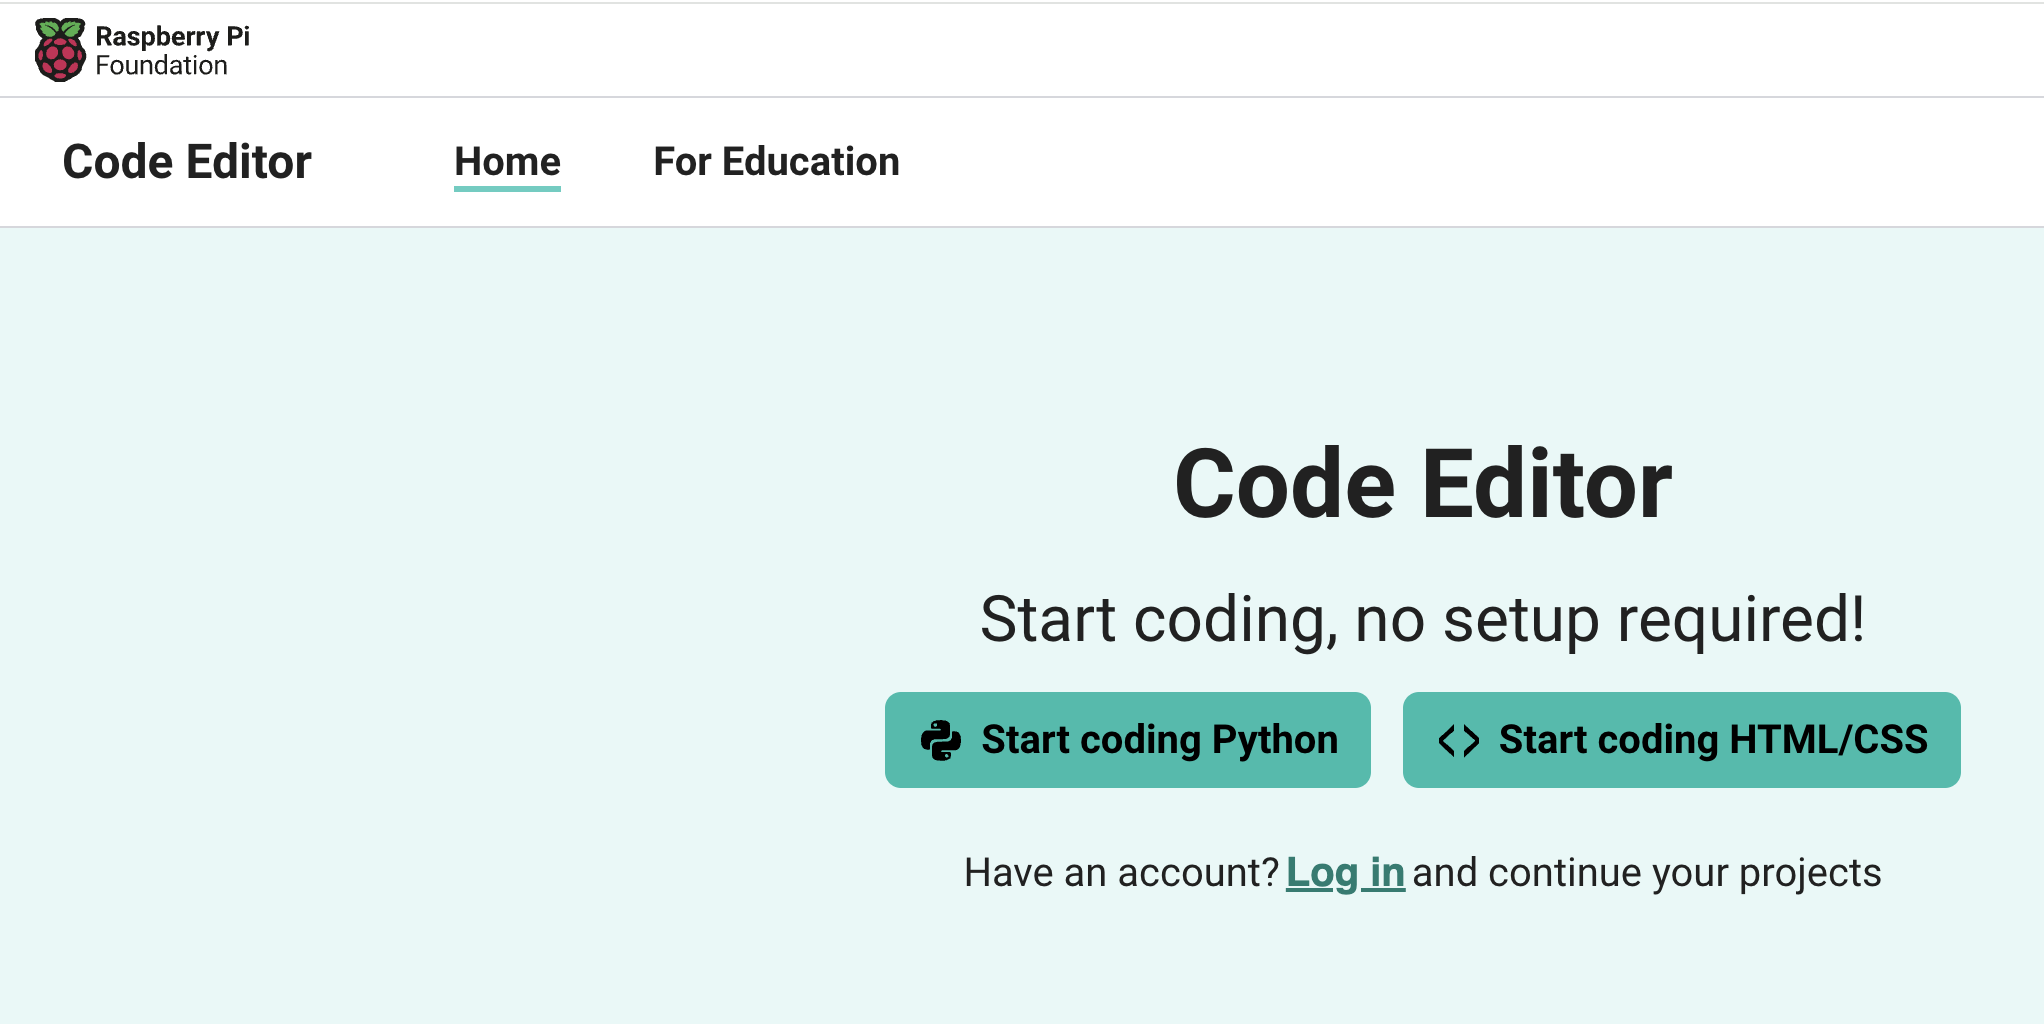 Raspberry Pi
Foundation
Code Editor
Home
For Education
Code Editor
Start coding, no setup required!
Start coding Python
Start coding HTML/CSS
Have an account? Log in and continue your projects